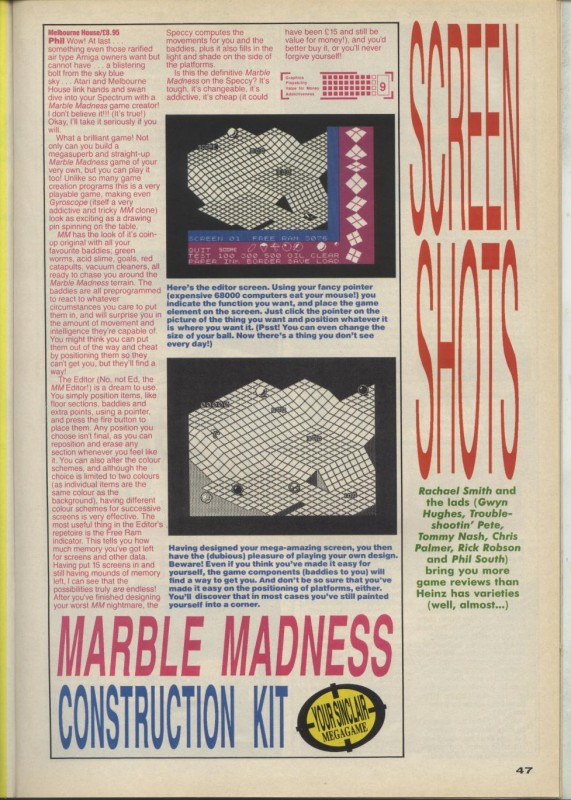 Melbourne House/£8.95
Phil Wow! At last . . .
something even those rarified
air type Amiga owners want but
cannot have . . . a blistering
bolt from the sky blue
sky . . . Atari and Melbourne
House link hands and swan
dive into your Spectrum with a
Marble Madness game creator!
I don't believe it!!! (It's true!)
Okay, I'll take it seriously if you
will.
What a brilliant game! Not
only can you build a
megasuperb and straight-up
Marble Madness game of your
very own, but you can play it
too! Unlike so many game
creation programs this is a very
playable game, making even
Gyroscope (itself a very
addictive and tricky MM clone)
look as exciting as a drawing
pin spinning on the table.
MM has the look of it's coin-
up original with all your
favourite baddies; green
worms, acid slime, goals, red
catapults, vacuum cleaners, all
ready to chase you around the
Marble Madness terrain. The
baddies are all preprogrammed
to react to whatever
circumstances you care to put
them in, and will surprise you in
the amount of movement and
intelligence they're capable of.
You might think you can put
them out of the way and cheat
by positioning them so they
can't get you, but they'll find a
way!
The Editor (No, not Ed, the
MM Editor!) is a dream to use.
You simply position items, like
floor sections, baddies and
extra points, using a pointer,
and press the fire button to
place them. Any position you
choose isn't final, as you can
reposition and erase any
section whenever you feel like
it. You can also alter the colour
schemes, and although the
choice is limited to two colours
(as individual items are the
same colour as the
background), having different
colour schemes for successive
screens is very effective. The
most useful thing in the Editor's
repetoire is the Free Ram
indicator. This tells you how
much memory you've got left
for screens and other data.
Having put 15 screens in and
still having mounds of memory
left, I can see that the
possibilities truly are endless!
After you've finished designing
your worst MM nightmare, the
Speccy computes the
movements for you and the
baddies, plus it also fills in the
light and shade on the side of
the platforms.
Is this the definitive Marble
Madness on the Speccy? It's
tough, it's changeable, it's
addictive, it's cheap (it could
have been £15 and still be
value for money!), and you'd
better buy it, or you'll never
forgive yourself!
Graphics
Playability
Value for Money
Addictiveness
9
SCREEN 01 FREE RAM 5076
QUIT SCORE
TEST 100 300 500 OIL CLEAR
PAPER INK BORDER SAVE LOAD
Here's the editor screen. Using your fancy pointer
(expensive 68000 computers eat your mouse!) you
indicate the function you want, and place the game
element on the screen. Just click the pointer on the
picture of the thing you want and position whatever it
is where you want it. (Psst! You can even change the
size of your ball. Now there's a thing you don't see
every day!)
Having designed your mega-amazing screen, you then
have the (dubious) pleasure of playing your own design.
Beware! Even if you think you've made it easy for
yourself, the game components (baddies to you) will
find a way to get you. And don't be so sure that you've
made it easy on the positioning of platforms, either.
You'll discover that in most cases you've still painted
yourself into a corner.
MARBLE MADNESS
CONSTRUCTION KIT
YOUR SINCLAIR
MEGAGAME
SCREEN
SHOTS
Rachael Smith and
the lads (Gwyn
Hughes, Trouble-
shootin' Pete,
Tommy Nash, Chris
Palmer, Rick Robson
and Phil South)
bring you more
game reviews than
Heinz has varieties
(well, almost...)
47